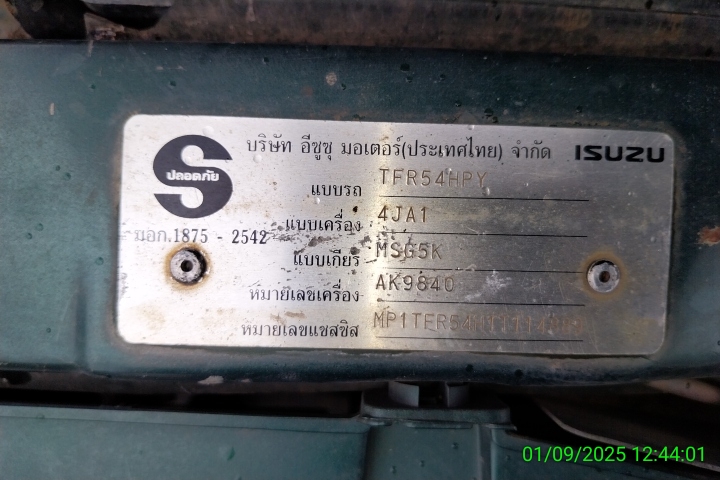 บริษัท อีซูซุ มอเตอร์(ประเทศไทย) จำกัด ISUZU
S
ปลอดภัย
มอก.1875 - 2542
แบบรถ TFR54HPY
แบบเครื่อง 4JA1
แบบเกียร์ MSG5K
หมายเลขเครื่อง AK9840
หมายเลขแชสซิส
01/09/2025 12:44:01